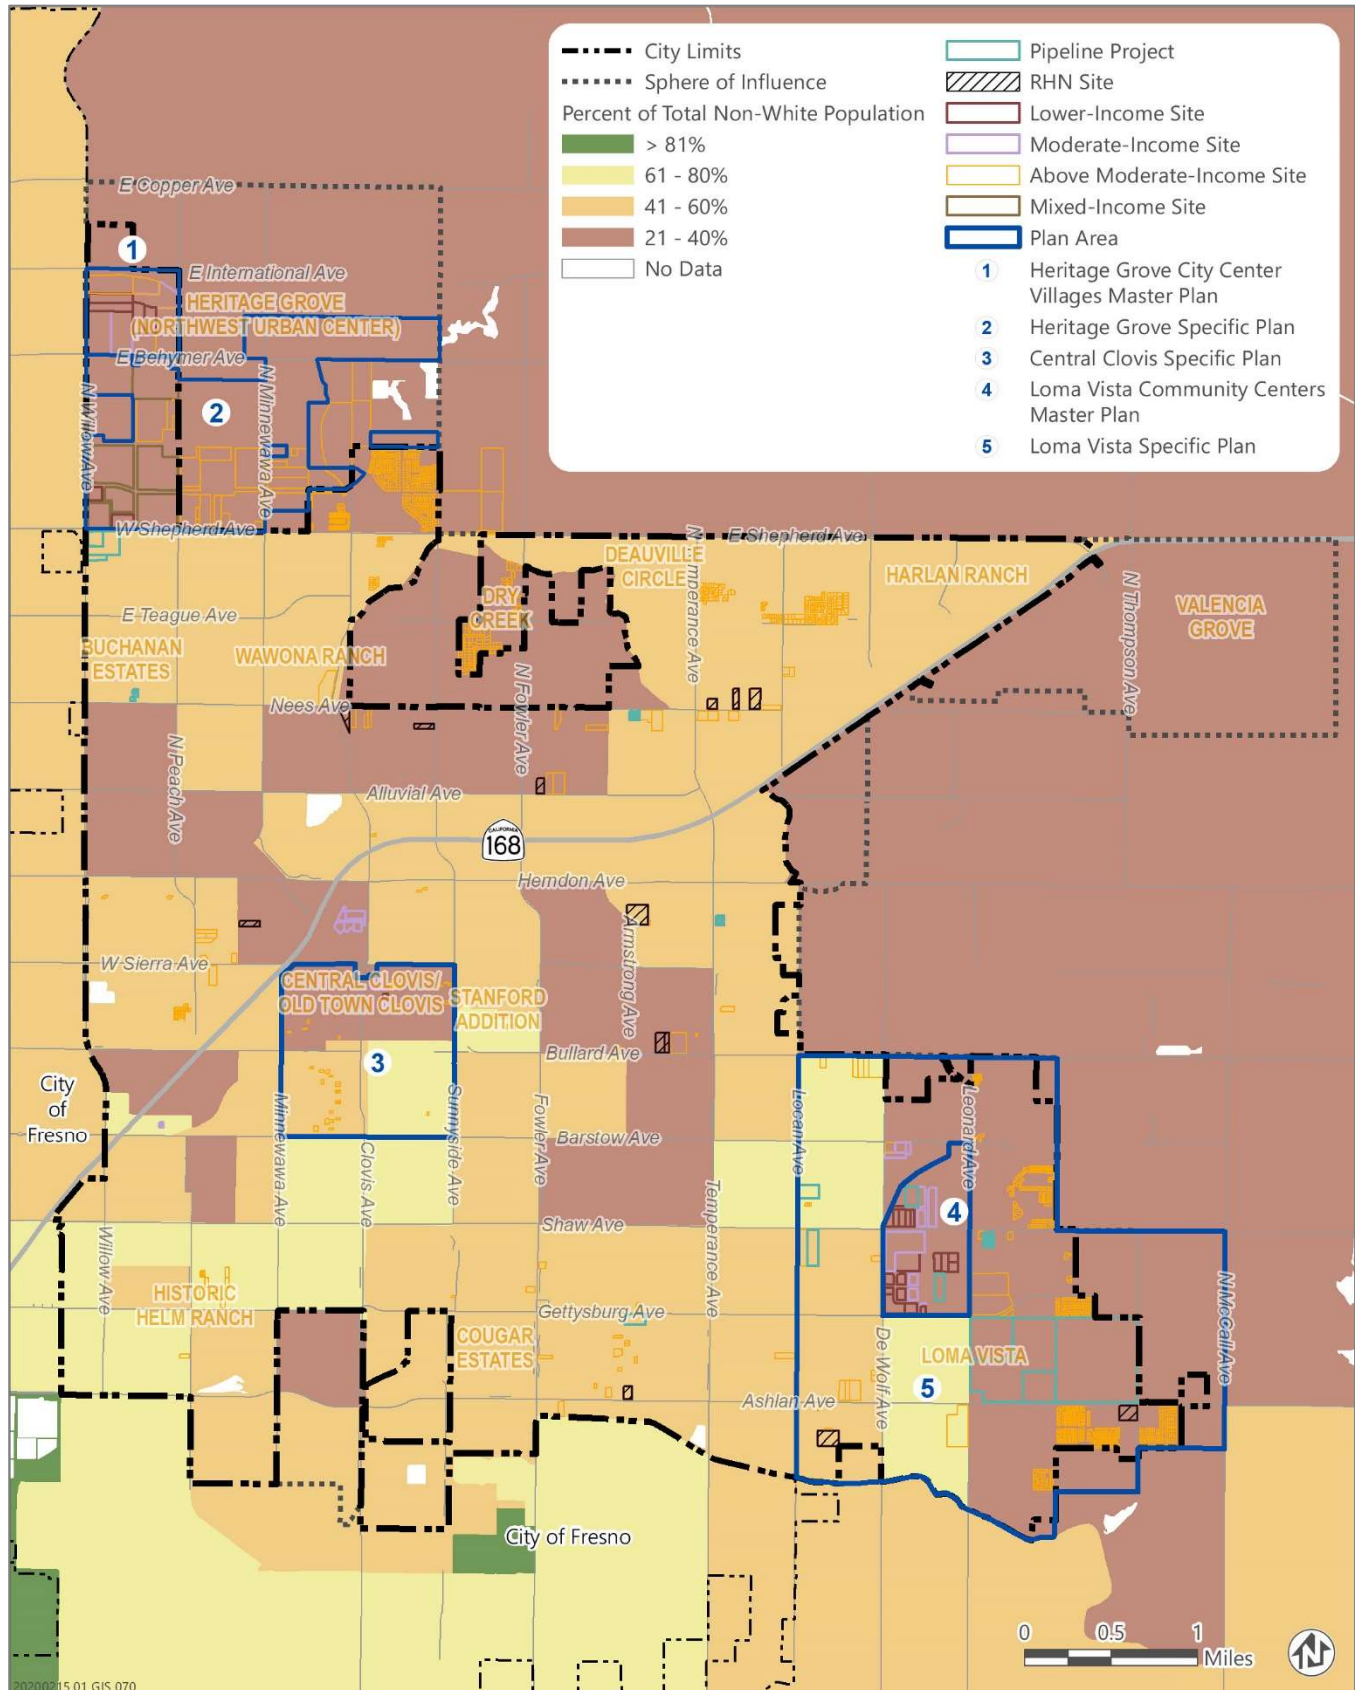 City Limits
Sphere of Influence
Percent of Total Non-White Population
> 81%
61 - 80%
41 - 60%
21 - 40%
No Data
Pipeline Project
RHN Site
Lower-Income Site
Moderate-Income Site
Above Moderate-Income Site
Mixed-Income Site
Plan Area
1 Heritage Grove City Center
Villages Master Plan
2 Heritage Grove Specific Plan
3 Central Clovis Specific Plan
4 Loma Vista Community Centers
Master Plan
5 Loma Vista Specific Plan
E Copper Ave
1
E International Ave
HERITAGE GROVE
(NORTHWEST URBAN CENTER)
E Behymer Ave
N Willow Ave
N Minnewawa Ave
2
W Shepherd Ave
E Shepherd Ave
DEAUVILLE
CIRCLE
HARLAN RANCH
N Thompson Ave
VALENCIA
GROVE
DRY
CREEK
E Teague Ave
BUCHANAN
ESTATES
WAWONA RANCH
Nees Ave
N Fowler Ave
N Peach Ave
Alluvial Ave
CALIFORNIA
168
Herndon Ave
Armstrong Ave
W Sierra Ave
CENTRAL CLOVIS/
OLD TOWN CLOVIS
STANFORD
ADDITION
3
Bullard Ave
City
of
Fresno
Minnewawa Ave
Clovis Ave
Sunnyside Ave
Fowler Ave
Barstow Ave
Temperance Ave
Locan Ave
Leonard Ave
4
Shaw Ave
Willow Ave
HISTORIC
HELM RANCH
Gettysburg Ave
COUGAR
ESTATES
De Wolf Ave
LOMA VISTA
5
N McCall Ave
Ashlan Ave
City of Fresno
0 0.5 1
Miles
N
20200215.01 GIS 070